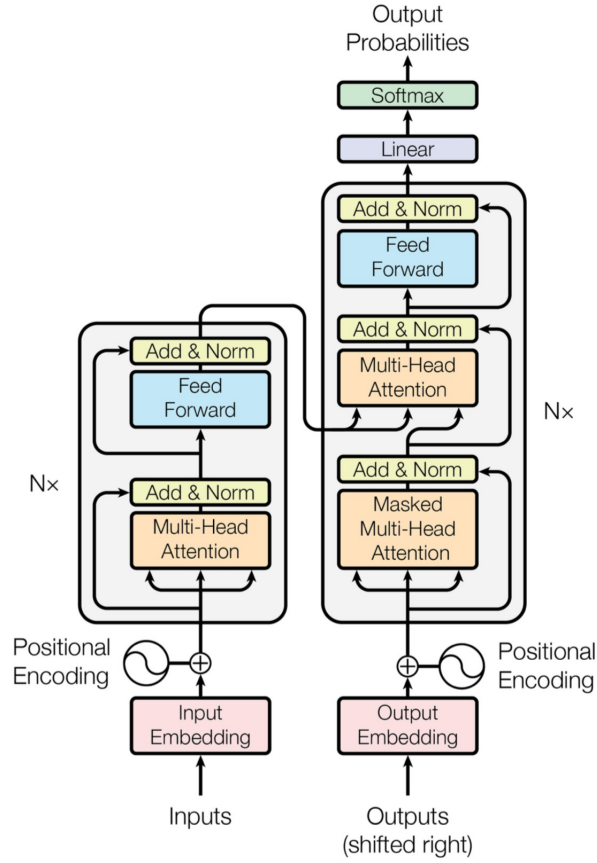 Output
Probabilities
Softmax
Linear
Add & Norm
Feed
Forward
Add & Norm
Multi-Head
Attention
Add & Norm
Masked
Multi-Head
Attention
N×
Add & Norm
Feed
Forward
Add & Norm
Multi-Head
Attention
N×
Positional
Encoding
Positional
Encoding
Input
Embedding
Output
Embedding
Inputs
Outputs
(shifted right)